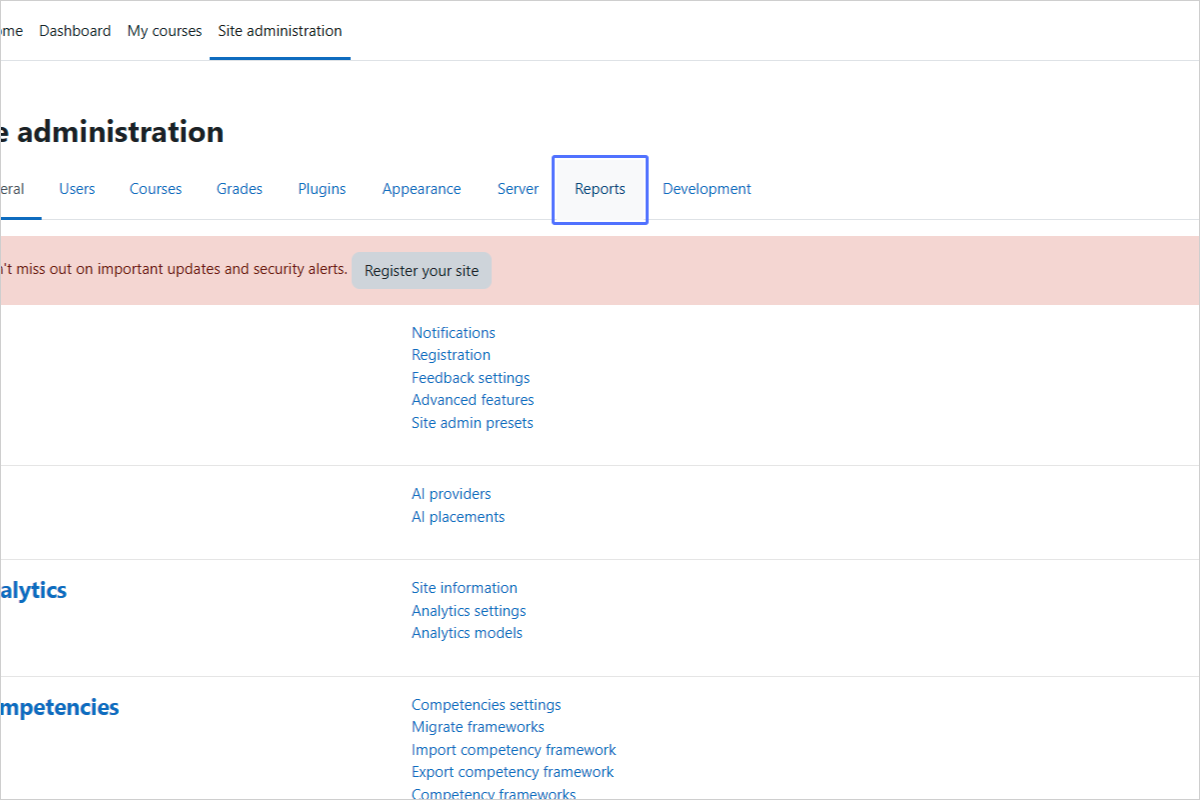 ome Dashboard My courses Site administration
e administration
eral Users Courses Grades Plugins Appearance Server Reports Development
n't miss out on important updates and security alerts. Register your site
Notifications
Registration
Feedback settings
Advanced features
Site admin presets
AI providers
AI placements
alytics
Site information
Analytics settings
Analytics models
mpetencies
Competencies settings
Migrate frameworks
Import competency framework
Export competency framework
Competency frameworks